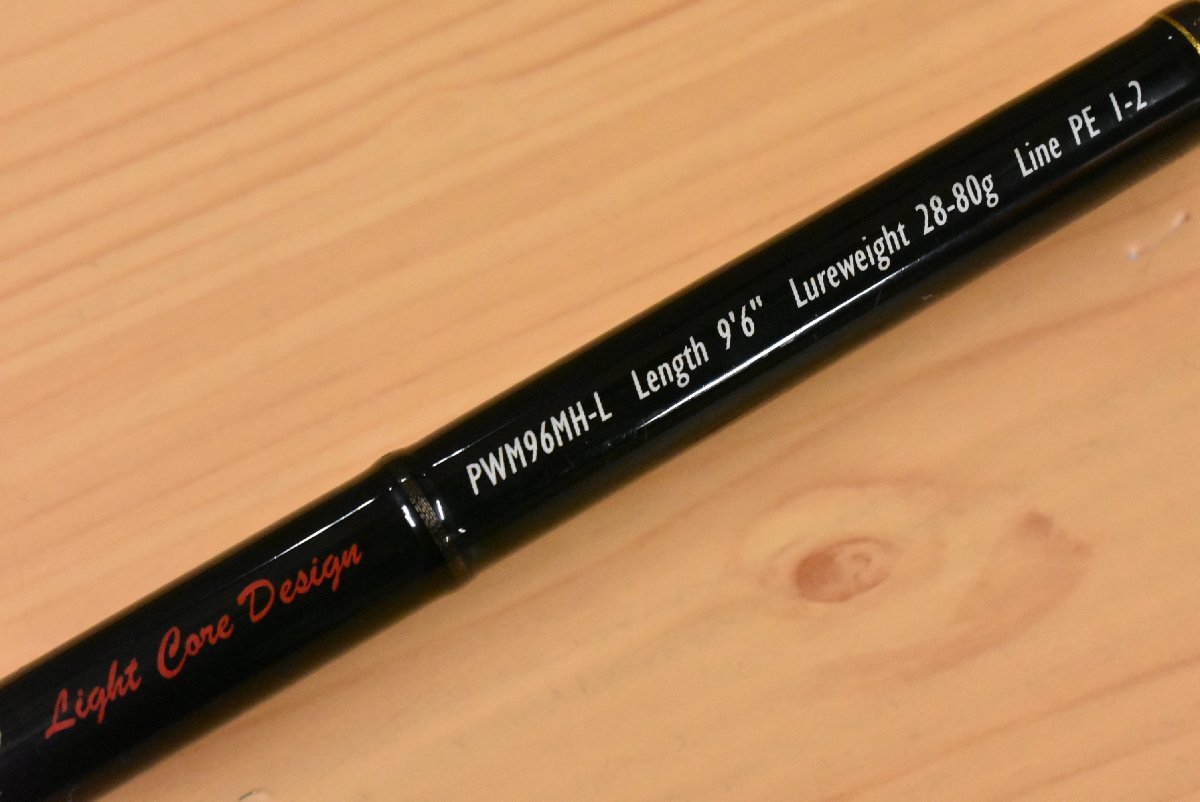 Light Core Design
PWM96MH-L Length 9'6" Lureweight 28-80g Line PE 1-2